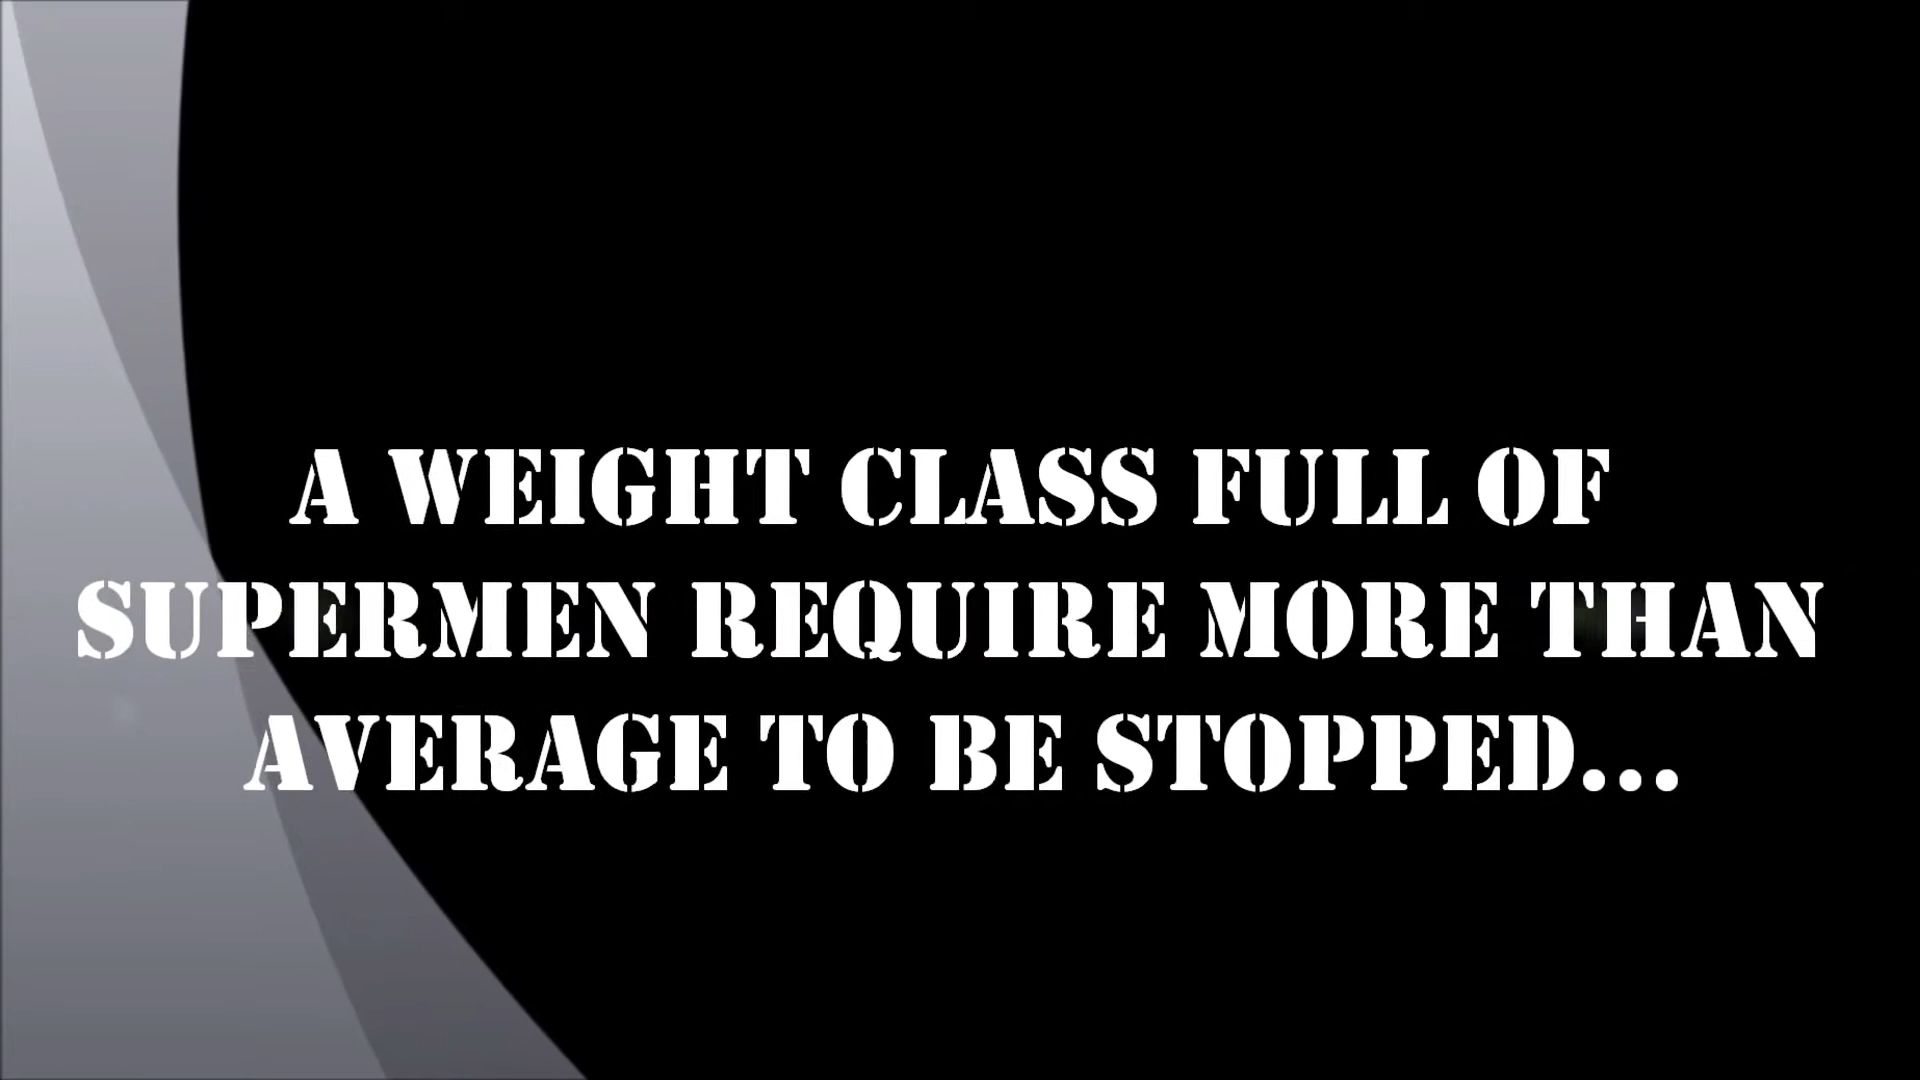 A WEIGHT CLASS FULL OF
SUPERMEN REQUIRE MORE THAN
AVERAGE TO BE STOPPED...